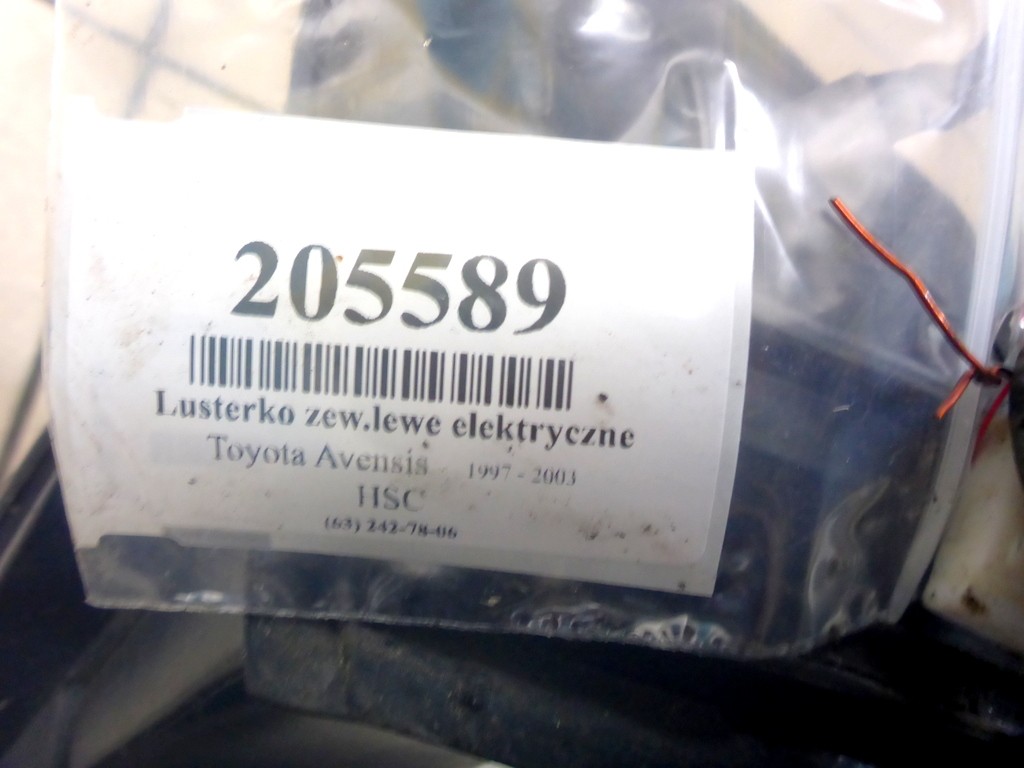 205589
Lusterko zew.lewe elektryczne
Toyota Avensis 1997 - 2003
HSC
(63) 242-78-06